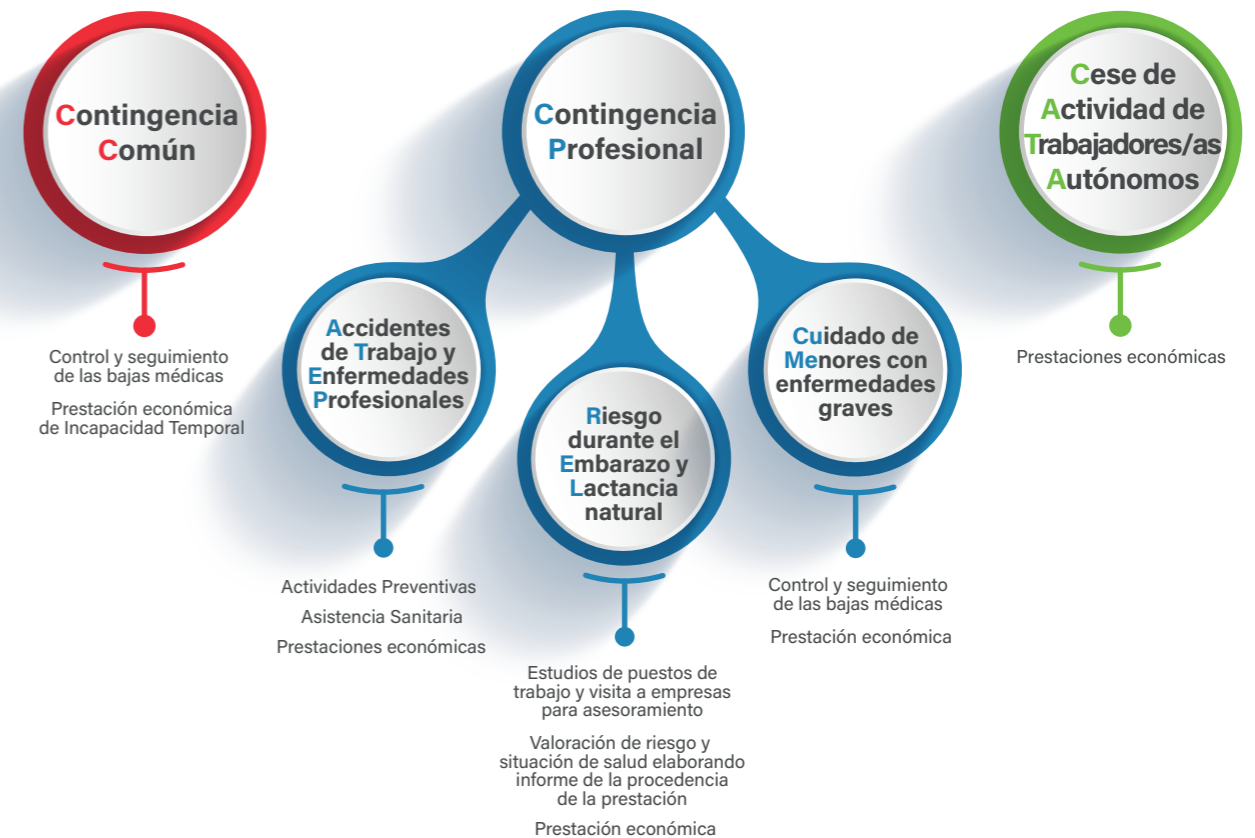 Contingencia
Común
Control y seguimiento
de las bajas médicas
Prestación económica
de Incapacidad Temporal
Contingencia
Profesional
Accidentes
de Trabajo y
Enfermedades
Profesionales
Actividades Preventivas
Asistencia Sanitaria
Prestaciones económicas
Riesgo
durante el
Embarazo y
Lactancia
natural
Estudios de puestos de
trabajo y visita a empresas
para asesoramiento
Valoración de riesgo y
situación de salud elaborando
informe de la procedencia
de la prestación
Prestación económica
Cuidado de
Menores con
enfermedades
graves
Control y seguimiento
de las bajas médicas
Prestación económica
Cese de
Actividad de
Trabajadores/as
Autónomos
Prestaciones económicas